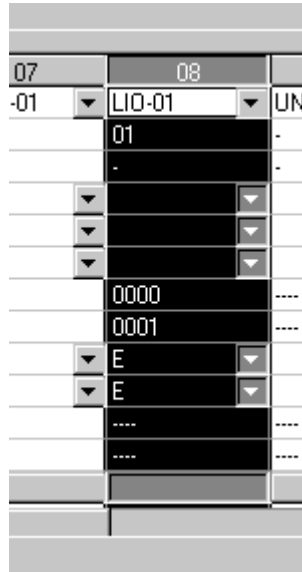 07 08
-01 LIO-01 UN
01 -
- -
0000 ----
0001 ----
E
E
---- ----
---- ----